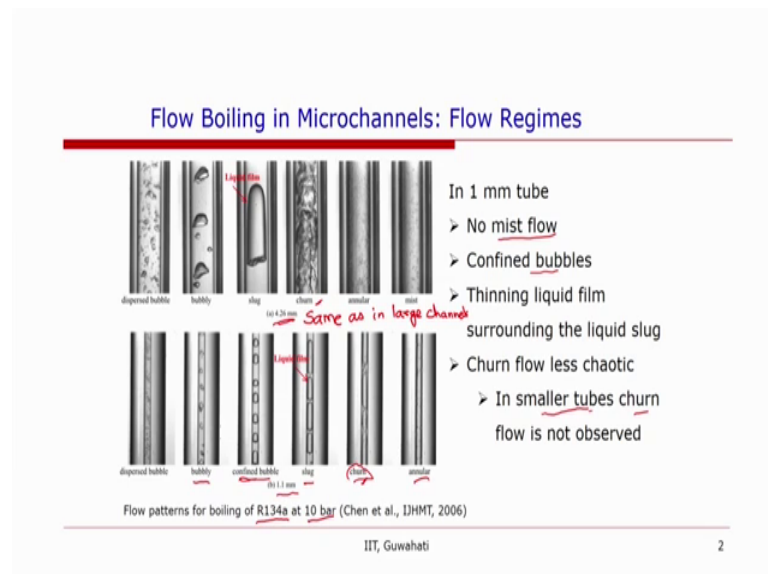 Flow Boiling in Microchannels: Flow Regimes
Liquid film
dispersed bubble bubbly slug churn annular mist
(a) 4.26 mm Same as in large channels
Liquid film
dispersed bubble bubbly confined bubble slug churn annular
(b) 1.1 mm
Flow patterns for boiling of R134a at 10 bar (Chen et al., IJHMT, 2006)
In 1 mm tube
➢ No mist flow
➢ Confined bubbles
➢ Thinning liquid film
surrounding the liquid slug
➢ Churn flow less chaotic
➢ In smaller tubes churn
flow is not observed
IIT, Guwahati 2